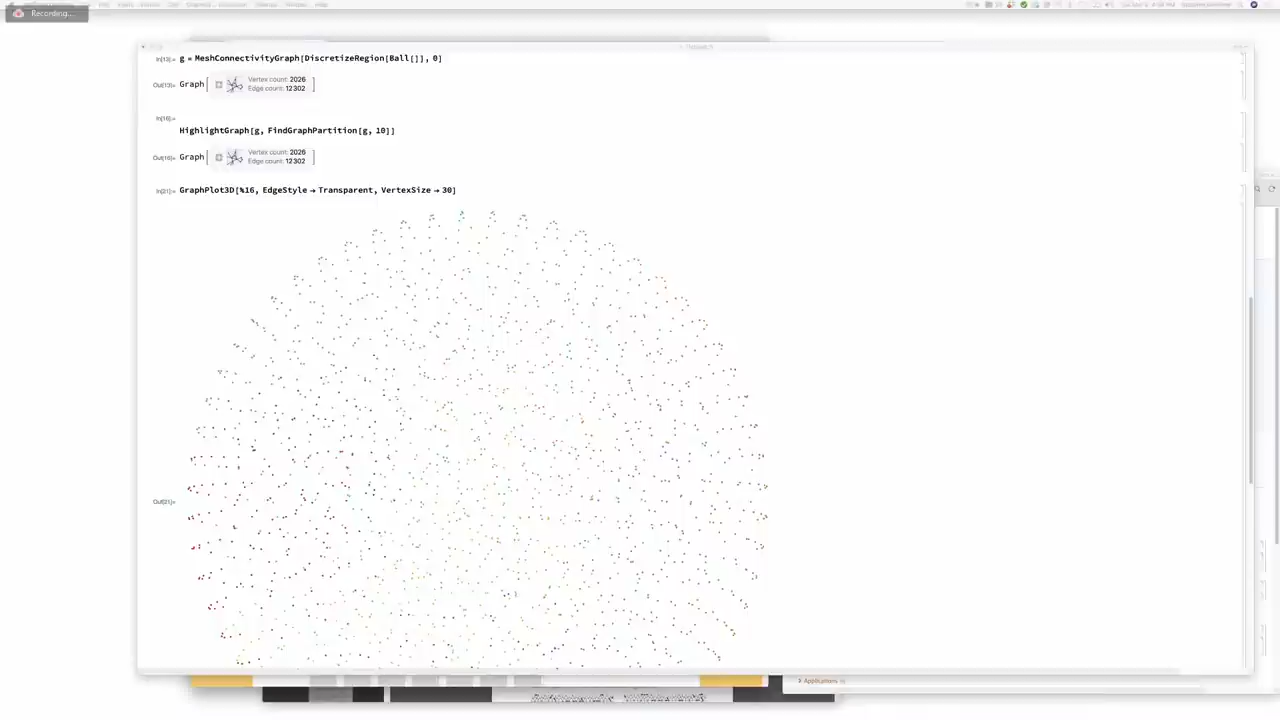 Recording...
In[13]:= g = MeshConnectivityGraph[DiscretizeRegion[Ball[]], 0]
Out[13]= Graph[ Vertex count: 2026
Edge count: 12302 ]
In[16]:=
HighlightGraph[g, FindGraphPartition[g, 10]]
Out[16]= Graph[ Vertex count: 2026
Edge count: 12302 ]
In[21]:= GraphPlot3D[%16, EdgeStyle → Transparent, VertexSize → 30]
Out[21]=
Applications